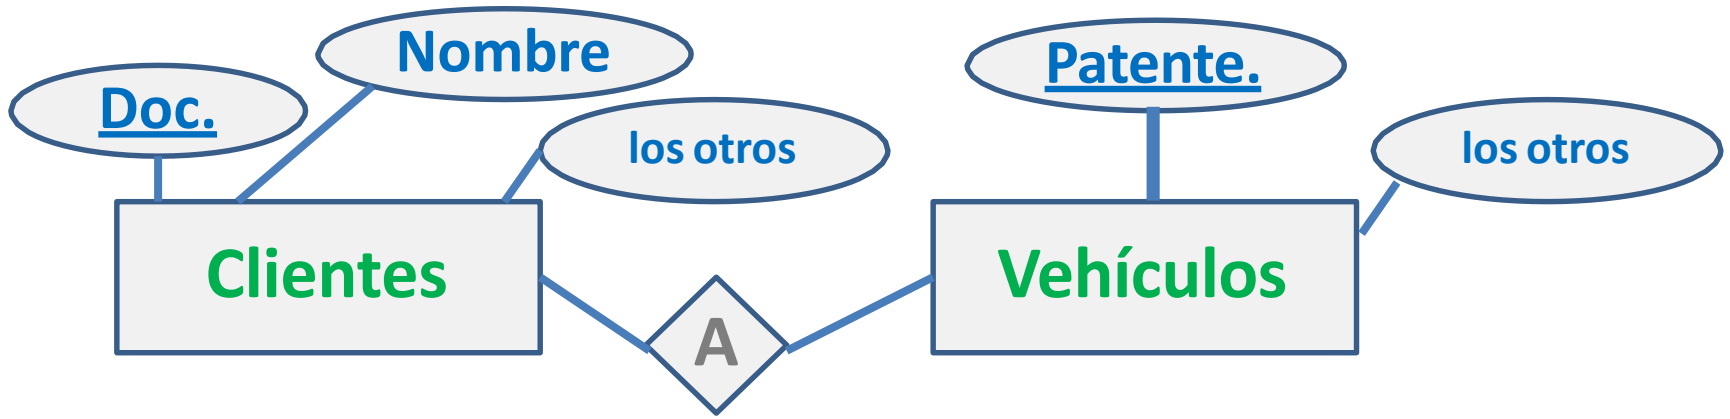 Nombre
Patente.
Doc.
los otros
los otros
Clientes
Vehículos
A